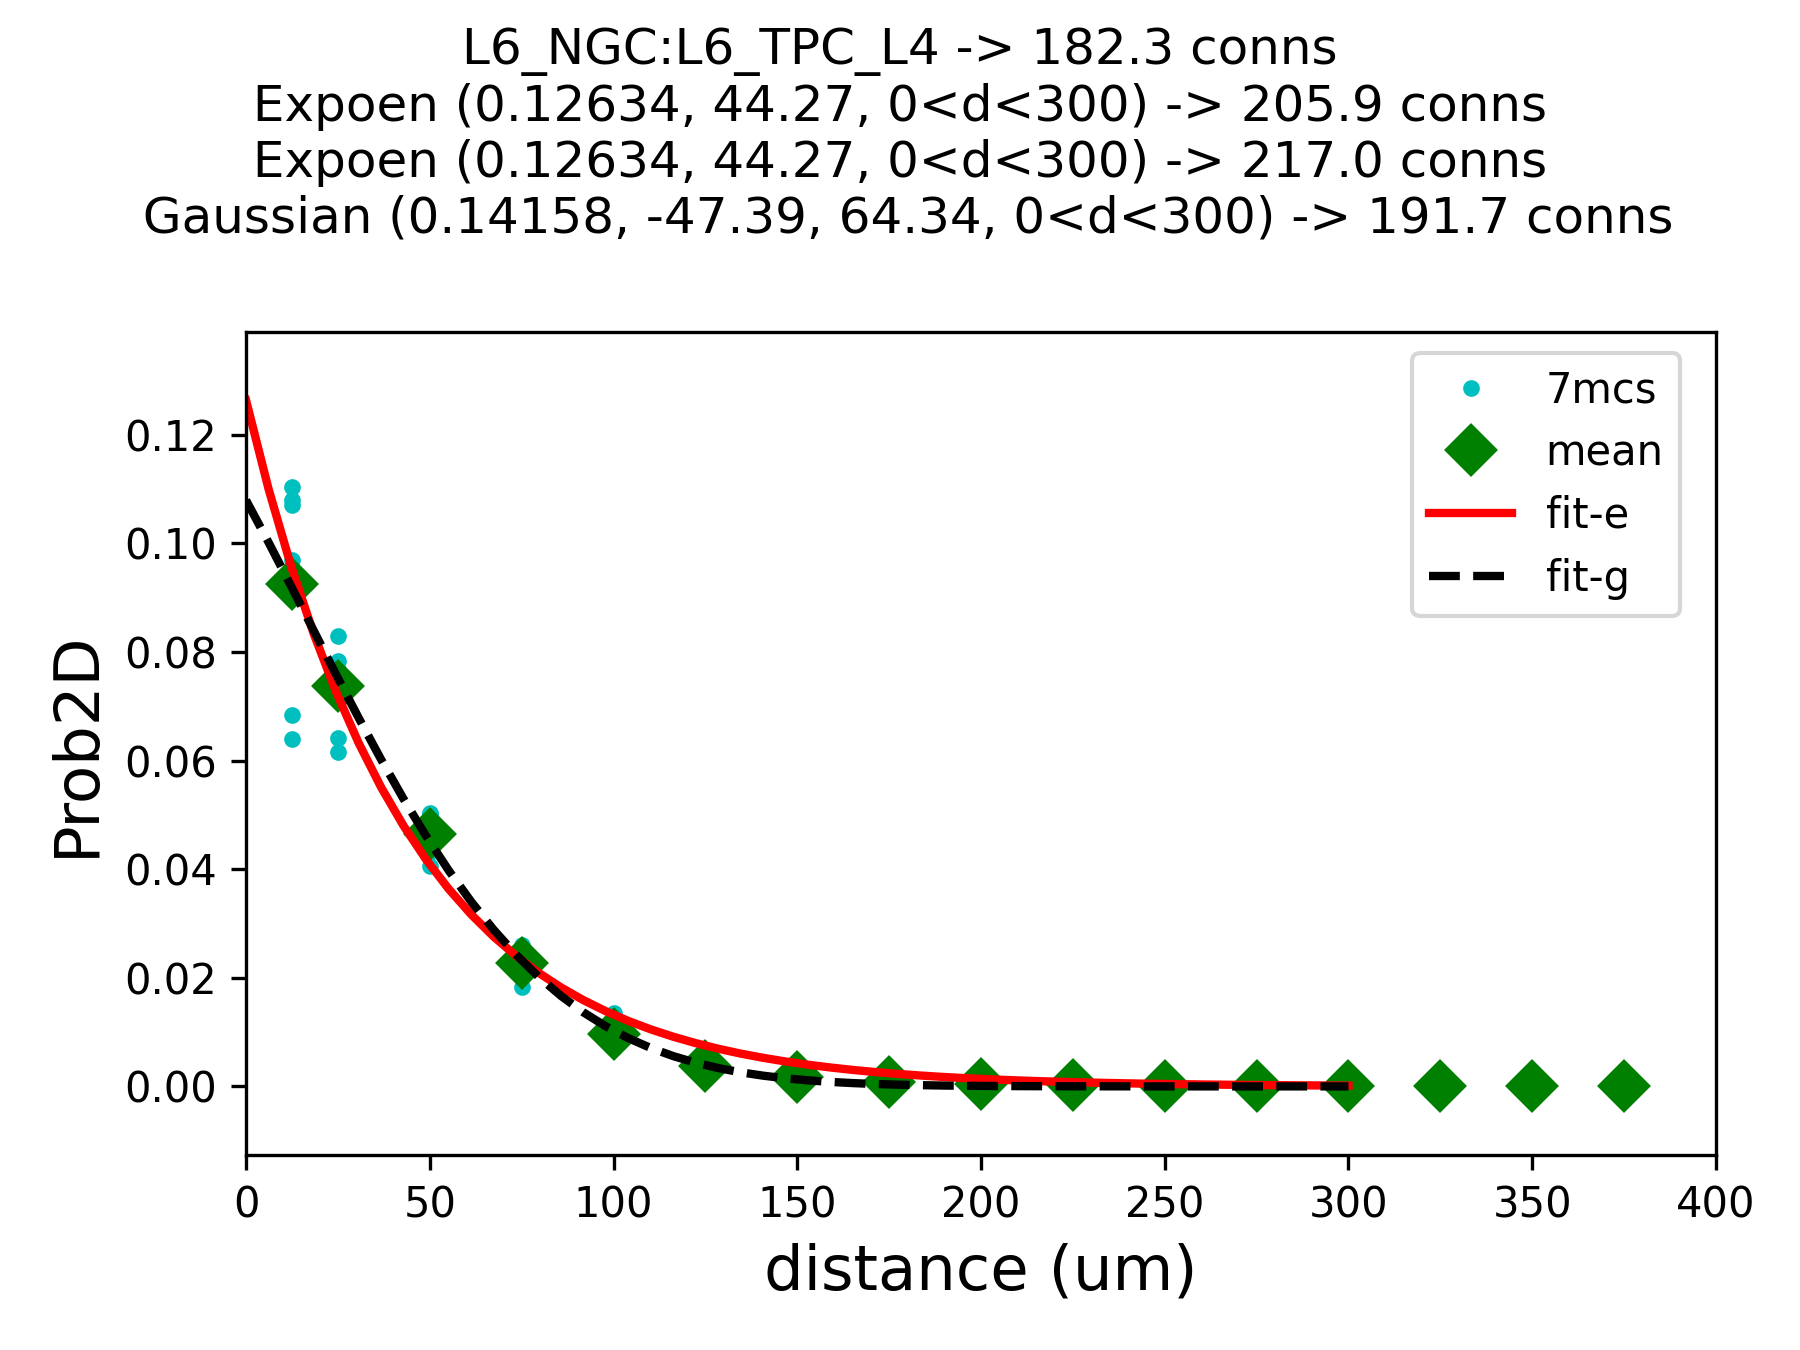 L6_NGC:L6_TPC_L4 -> 182.3 conns
Expoen (0.12634, 44.27, 0<d<300) -> 205.9 conns
Expoen (0.12634, 44.27, 0<d<300) -> 217.0 conns
Gaussian (0.14158, -47.39, 64.34, 0<d<300) -> 191.7 conns
7mcs
mean
fit-e
fit-g
Prob2D
0.12
0.10
0.08
0.06
0.04
0.02
0.00
0 50 100 150 200 250 300 350 400
distance (um)